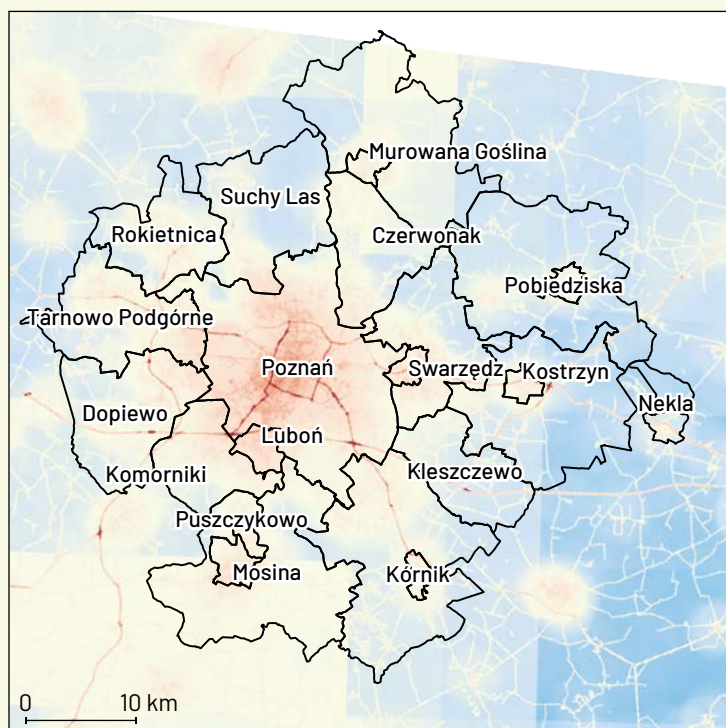 Murowana Goślina
Suchy Las
Rokietnica
Czerwonak
Pobiedziska
Tarnowo Podgórne
Poznań
Swarzędz
Kostrzyn
Nekla
Dopiewo
Luboń
Komorniki
Kleszczewo
Puszczykowo
Mosina
Kórnik
0 10 km